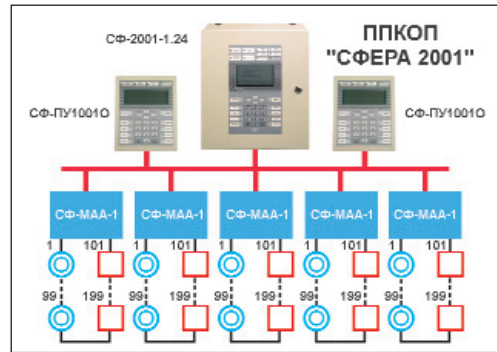 СФ-2001-1.24
ППКОП
"СФЕРА 2001"
СФ-ПУ1001О
СФ-ПУ1001О
СФ-МАА-1 СФ-МАА-1 СФ-МАА-1 СФ-МАА-1 СФ-МАА-1
1 101 1 101 1 101 1 101 1 101
99 199 99 199 99 199 99 199 99 199